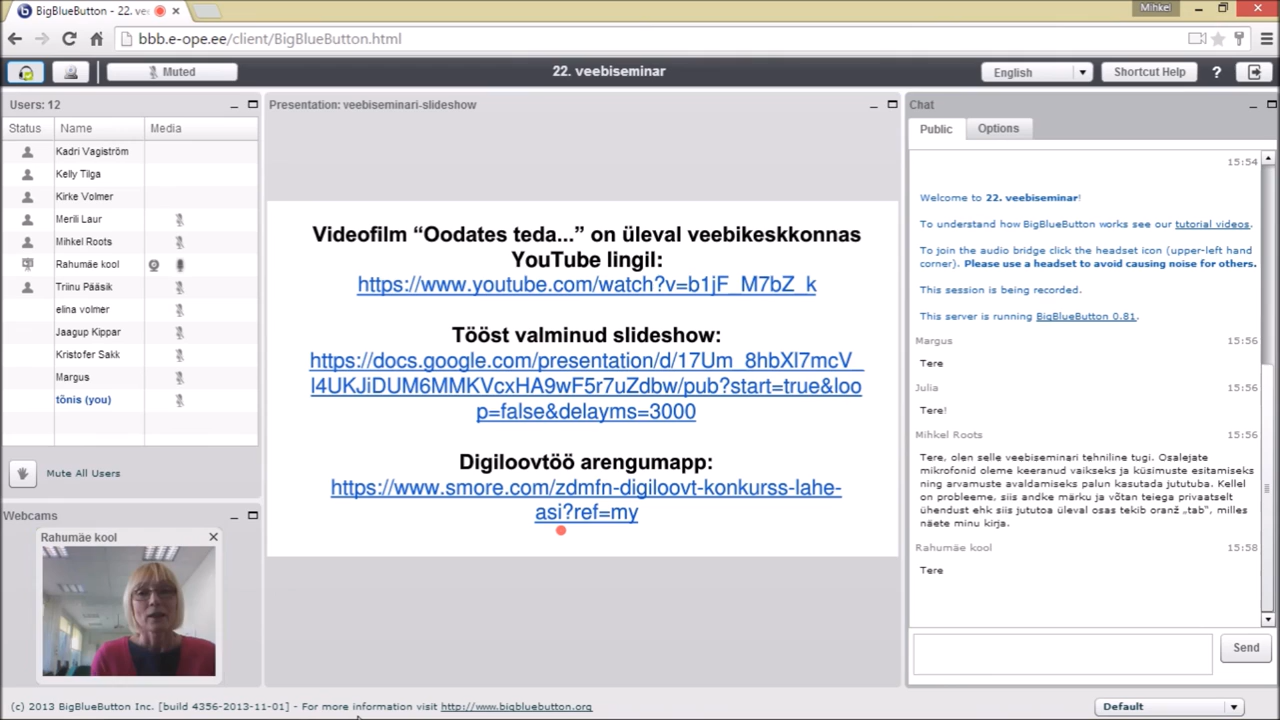 BigBlueButton - 22. vee
Mihkel
bbb.e-ope.ee/client/BigBlueButton.html
Muted
22. veebiseminar
English
Shortcut Help
?
Users: 12
Status Name Media
Kadri Vagiström
Kelly Tilga
Kirke Volmer
Merili Laur
Mihkel Roots
Rahumäe kool
Triinu Pääsik
elina volmer
Jaagup Kippar
Kristofer Sakk
Margus
tõnis (you)
Mute All Users
Webcams
Rahumäe kool
Presentation: veebiseminari-slideshow
Videofilm “Oodates teda...” on üleval veebikeskkonnas
YouTube lingil:
https://www.youtube.com/watch?v=b1jF_M7bZ_k
Tööst valminud slideshow:
https://docs.google.com/presentation/d/17Um_8hbXl7mcV_
l4UKJiDUM6MMKVcxHA9wF5r7uZdbw/pub?start=true&loo
p=false&delayms=3000
Digiloovtöö arengumapp:
https://www.smore.com/zdmfn-digiloovt-konkurss-lahe-
asi?ref=my
Chat
Public Options
15:54
Welcome to 22. veebiseminar!
To understand how BigBlueButton works see our tutorial videos.
To join the audio bridge click the headset icon (upper-left hand
corner). Please use a headset to avoid causing noise for others.
This session is being recorded.
This server is running BigBlueButton 0.81.
Margus 15:56
Tere
Julia 15:56
Tere!
Mihkel Roots 15:56
Tere, olen selle veebiseminari tehniline tugi. Osalejate
mikrofonid oleme keeranud vaikseks ja küsimuste esitamiseks
ning arvamuste avaldamiseks palun kasutada jututuba. Kellel
on probleeme, siis andke märku ja võtan teiega privaatselt
ühendust ehk siis jututoa üleval osas tekib oranž „tab“, milles
näete minu kirja.
Rahumäe kool 15:58
Tere
Send
(c) 2013 BigBlueButton Inc. [build 4356-2013-11-01] - For more information visit http://www.bigbluebutton.org
Default